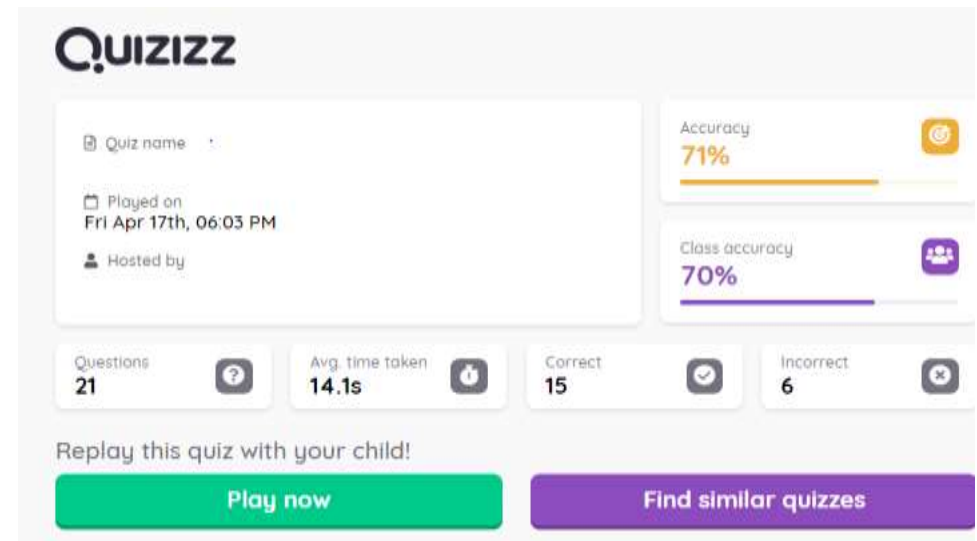 Quizizz
Quiz name
Played on
Fri Apr 17th, 06:03 PM
Hosted by
Accuracy
71%
Class accuracy
70%
Questions
21
Avg. time taken
14.1s
Correct
15
Incorrect
6
Replay this quiz with your child!
Play now
Find similar quizzes